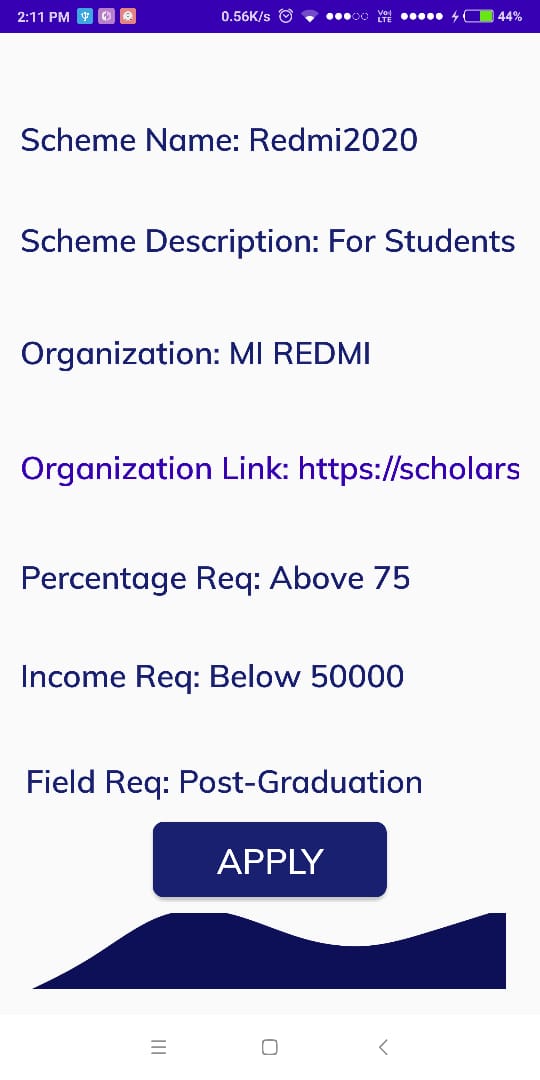 2:11 PM 0.56K/s Vo) LTE 44%
Scheme Name: Redmi2020
Scheme Description: For Students
Organization: MI REDMI
Organization Link: https://scholars
Percentage Req: Above 75
Income Req: Below 50000
Field Req: Post-Graduation
APPLY